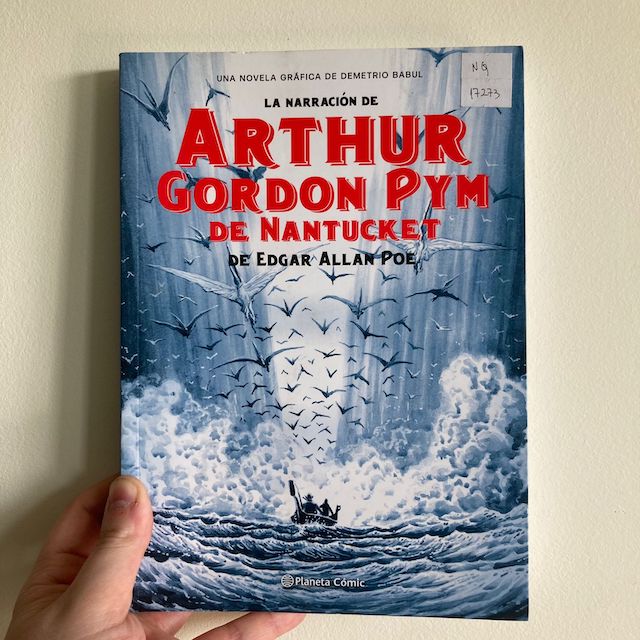 UNA NOVELA GRÁFICA DE DEMETRIO BABUL
NG
17273
LA NARRACIÓN DE
ARTHUR
GORDON PYM
DE NANTUCKET
DE EDGAR ALLAN POE
Planeta Cómic